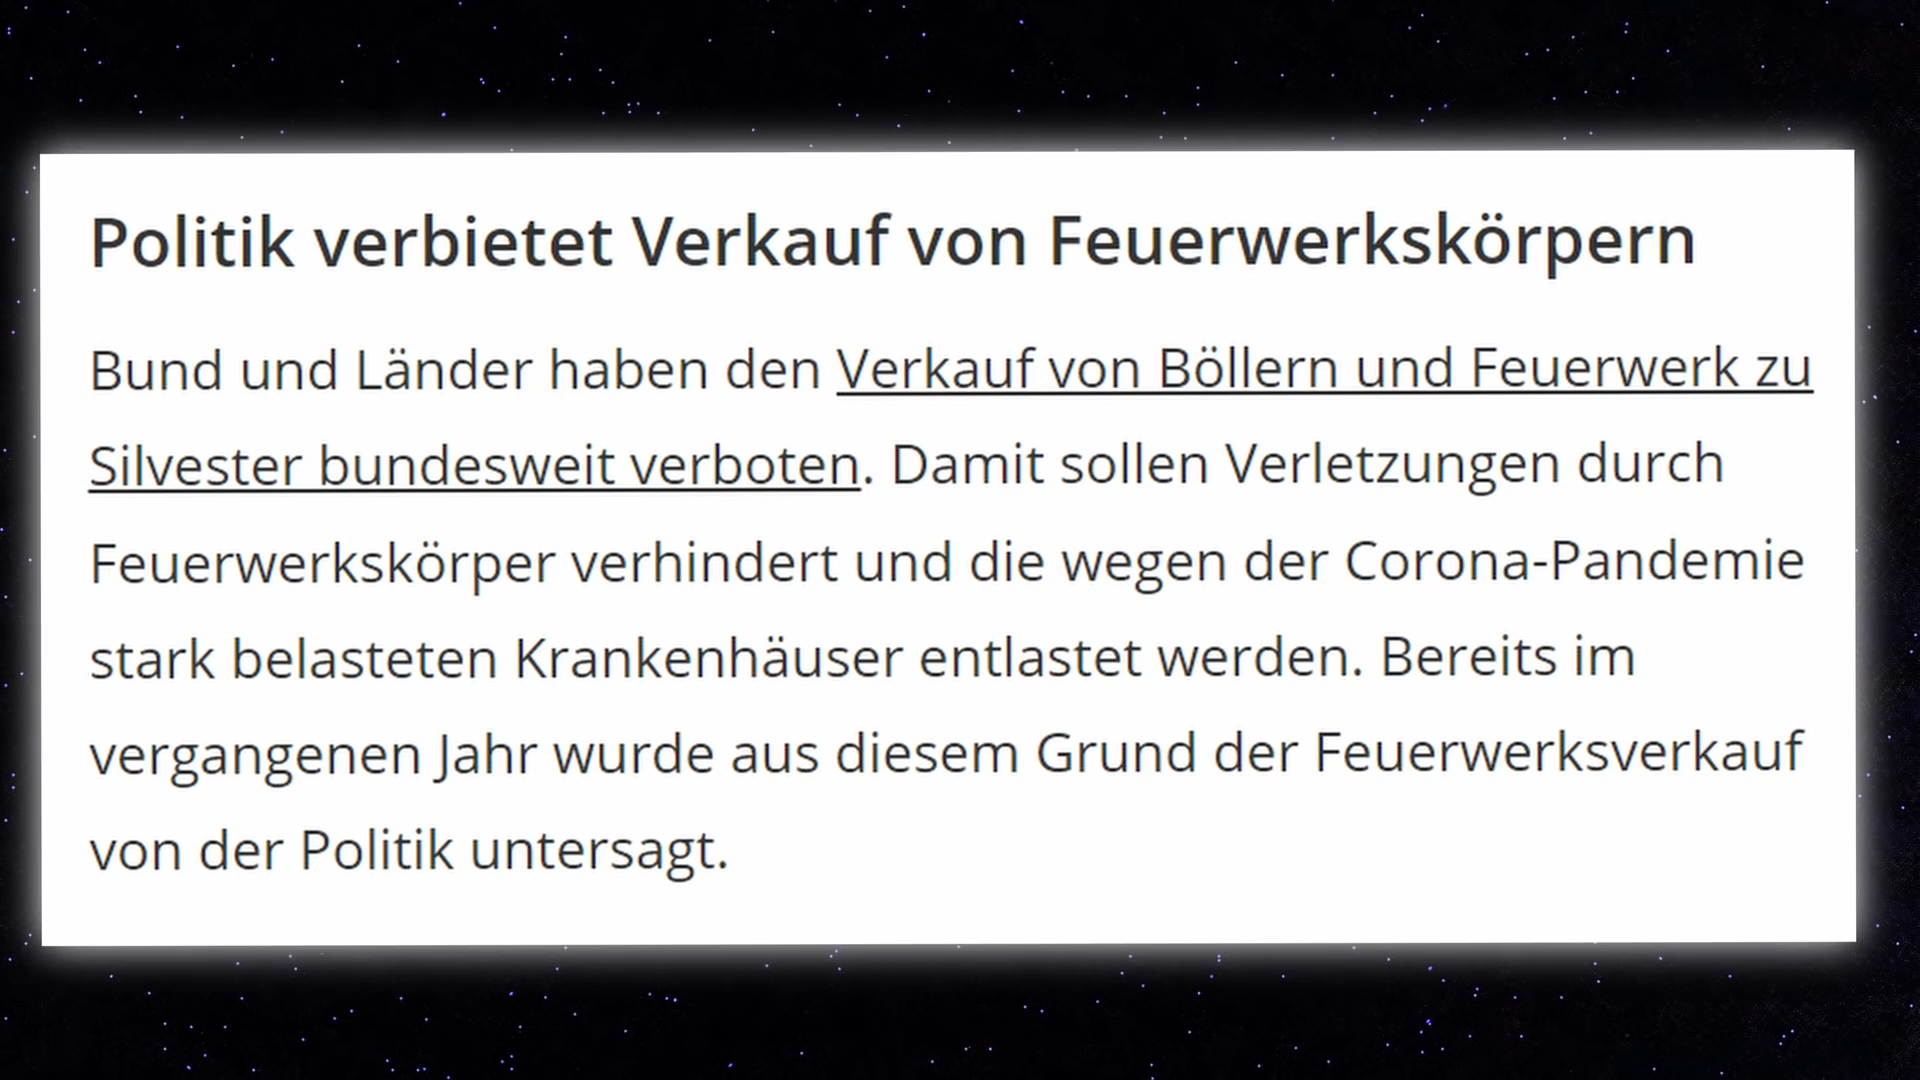 Politik verbietet Verkauf von Feuerwerkskörpern
Bund und Länder haben den Verkauf von Böllern und Feuerwerk zu
Silvester bundesweit verboten. Damit sollen Verletzungen durch
Feuerwerkskörper verhindert und die wegen der Corona-Pandemie
stark belasteten Krankenhäuser entlastet werden. Bereits im
vergangenen Jahr wurde aus diesem Grund der Feuerwerksverkauf
von der Politik untersagt.